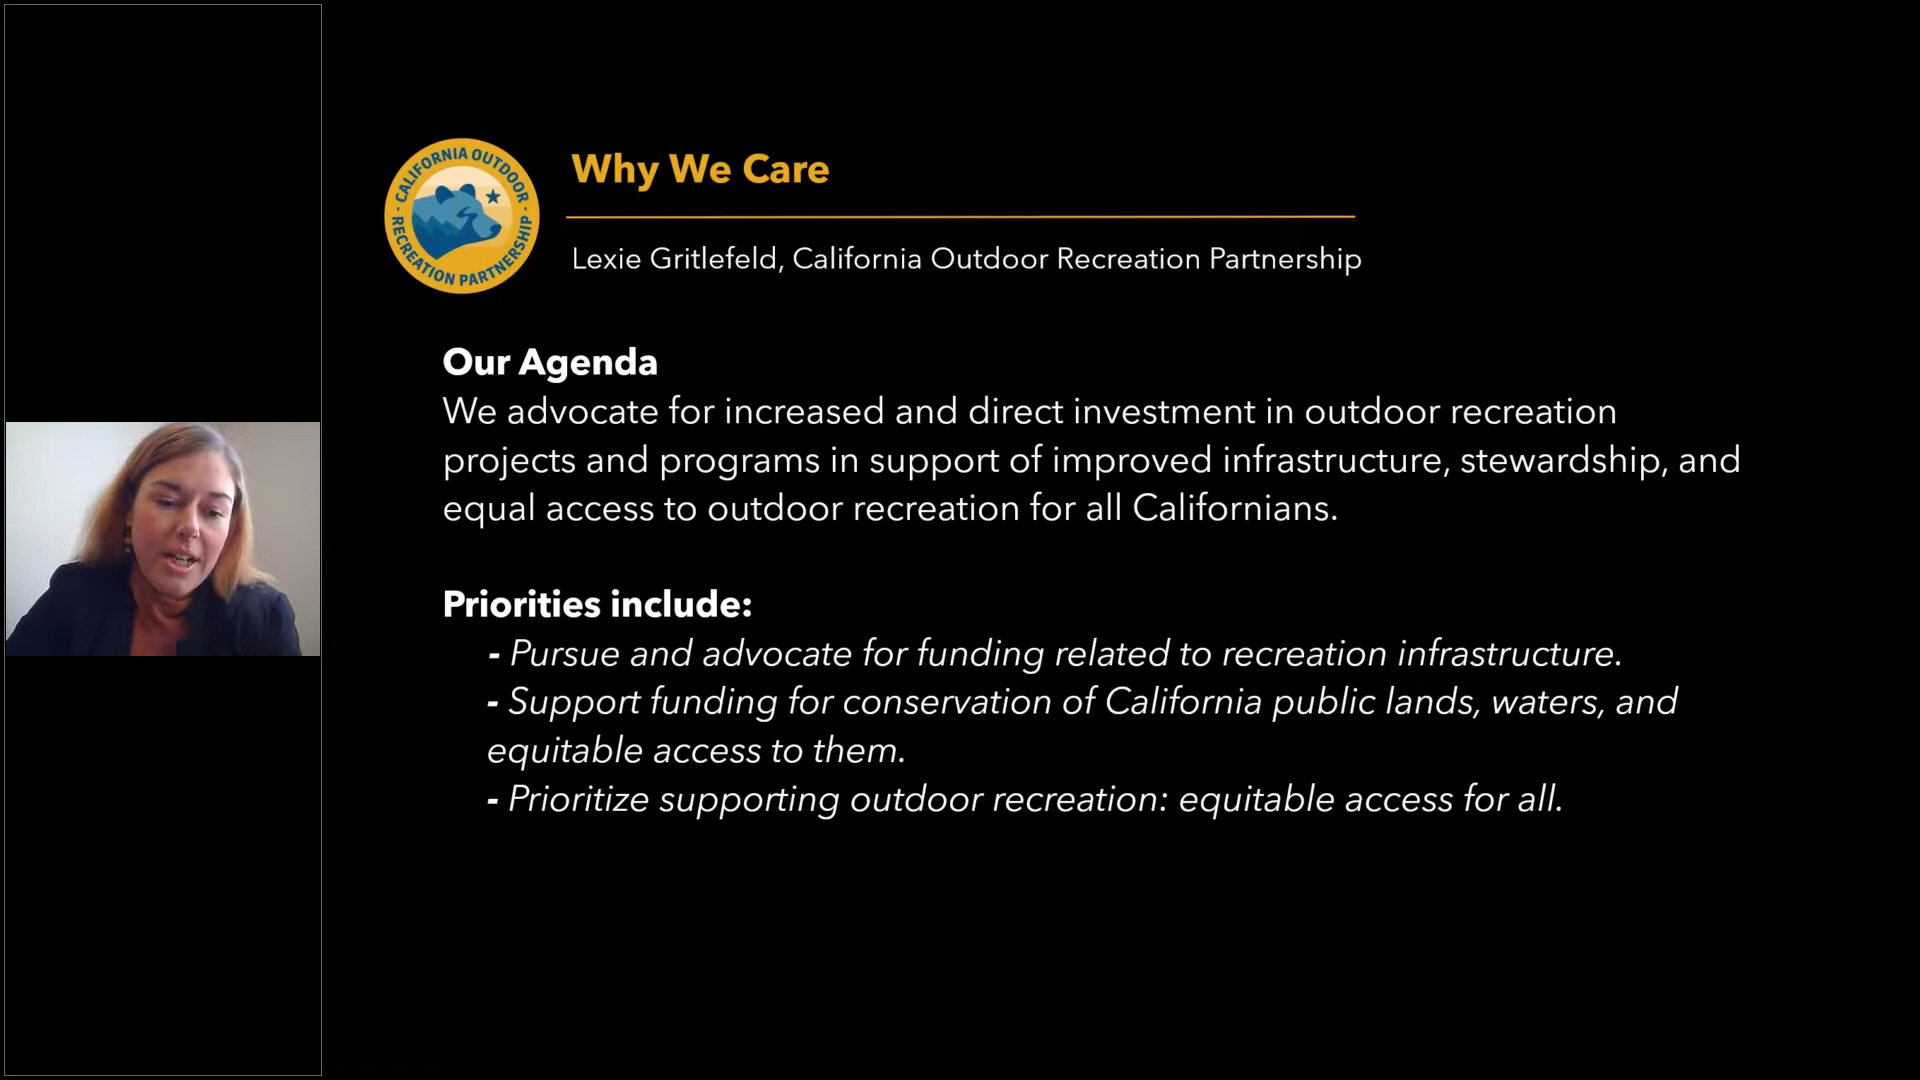 CALIFORNIA OUTDOOR
RECREATION PARTNERSHIP
Why We Care
Lexie Gritlefeld, California Outdoor Recreation Partnership
Our Agenda
We advocate for increased and direct investment in outdoor recreation
projects and programs in support of improved infrastructure, stewardship, and
equal access to outdoor recreation for all Californians.
Priorities include:
- Pursue and advocate for funding related to recreation infrastructure.
- Support funding for conservation of California public lands, waters, and
equitable access to them.
- Prioritize supporting outdoor recreation: equitable access for all.